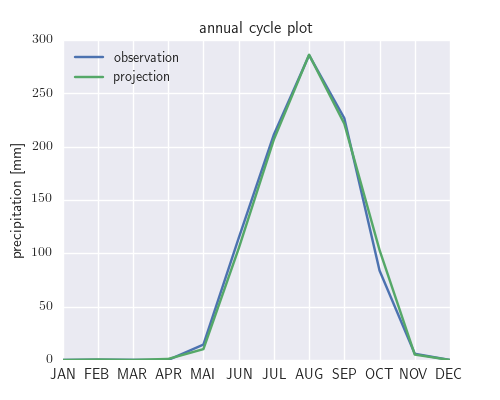 annual cycle plot
300
observation
projection
250
200
precipitation [mm]
150
100
50
0
JAN FEB MAR APR MAI JUN JUL AUG SEP OCT NOV DEC